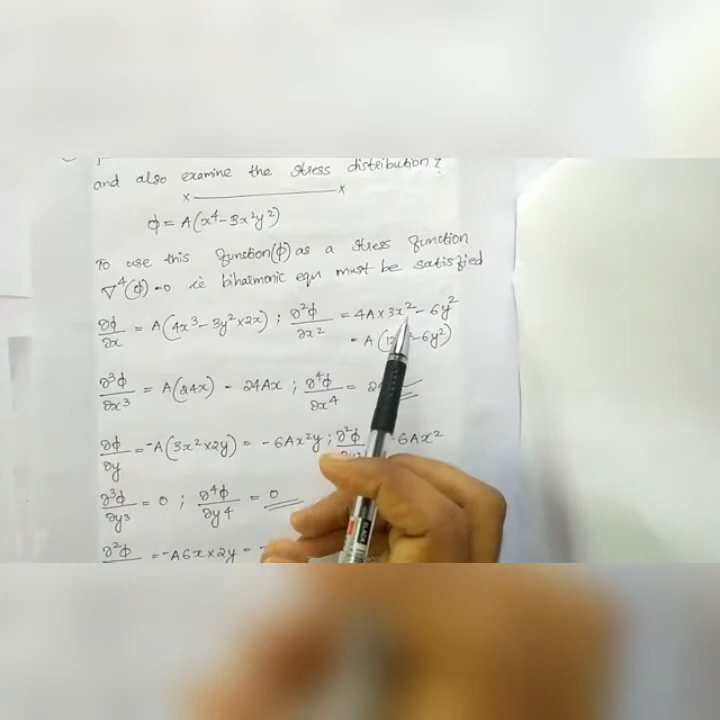 and also examine the stress distribution?
x ——— x
ϕ = A(x⁴ - 3x²y²)
To use this function(ϕ) as a stress function
∇⁴(ϕ) = 0 i.e biharmonic eqn must be satisfied
∂ϕ/∂x = A(4x³ - 3y² × 2x) ; ∂²ϕ/∂x² = 4A × 3x² - 6y²
= A( - 6y²)
∂³ϕ/∂x³ = A(24x) = 24Ax ; ∂⁴ϕ/∂x⁴ =
∂ϕ/∂y = -A(3x² × 2y) = -6Ax²y ; ∂²ϕ 6Ax²
∂³ϕ/∂y³ = 0 ; ∂⁴ϕ/∂y⁴ = 0
∂²ϕ = -A6x × 2y =